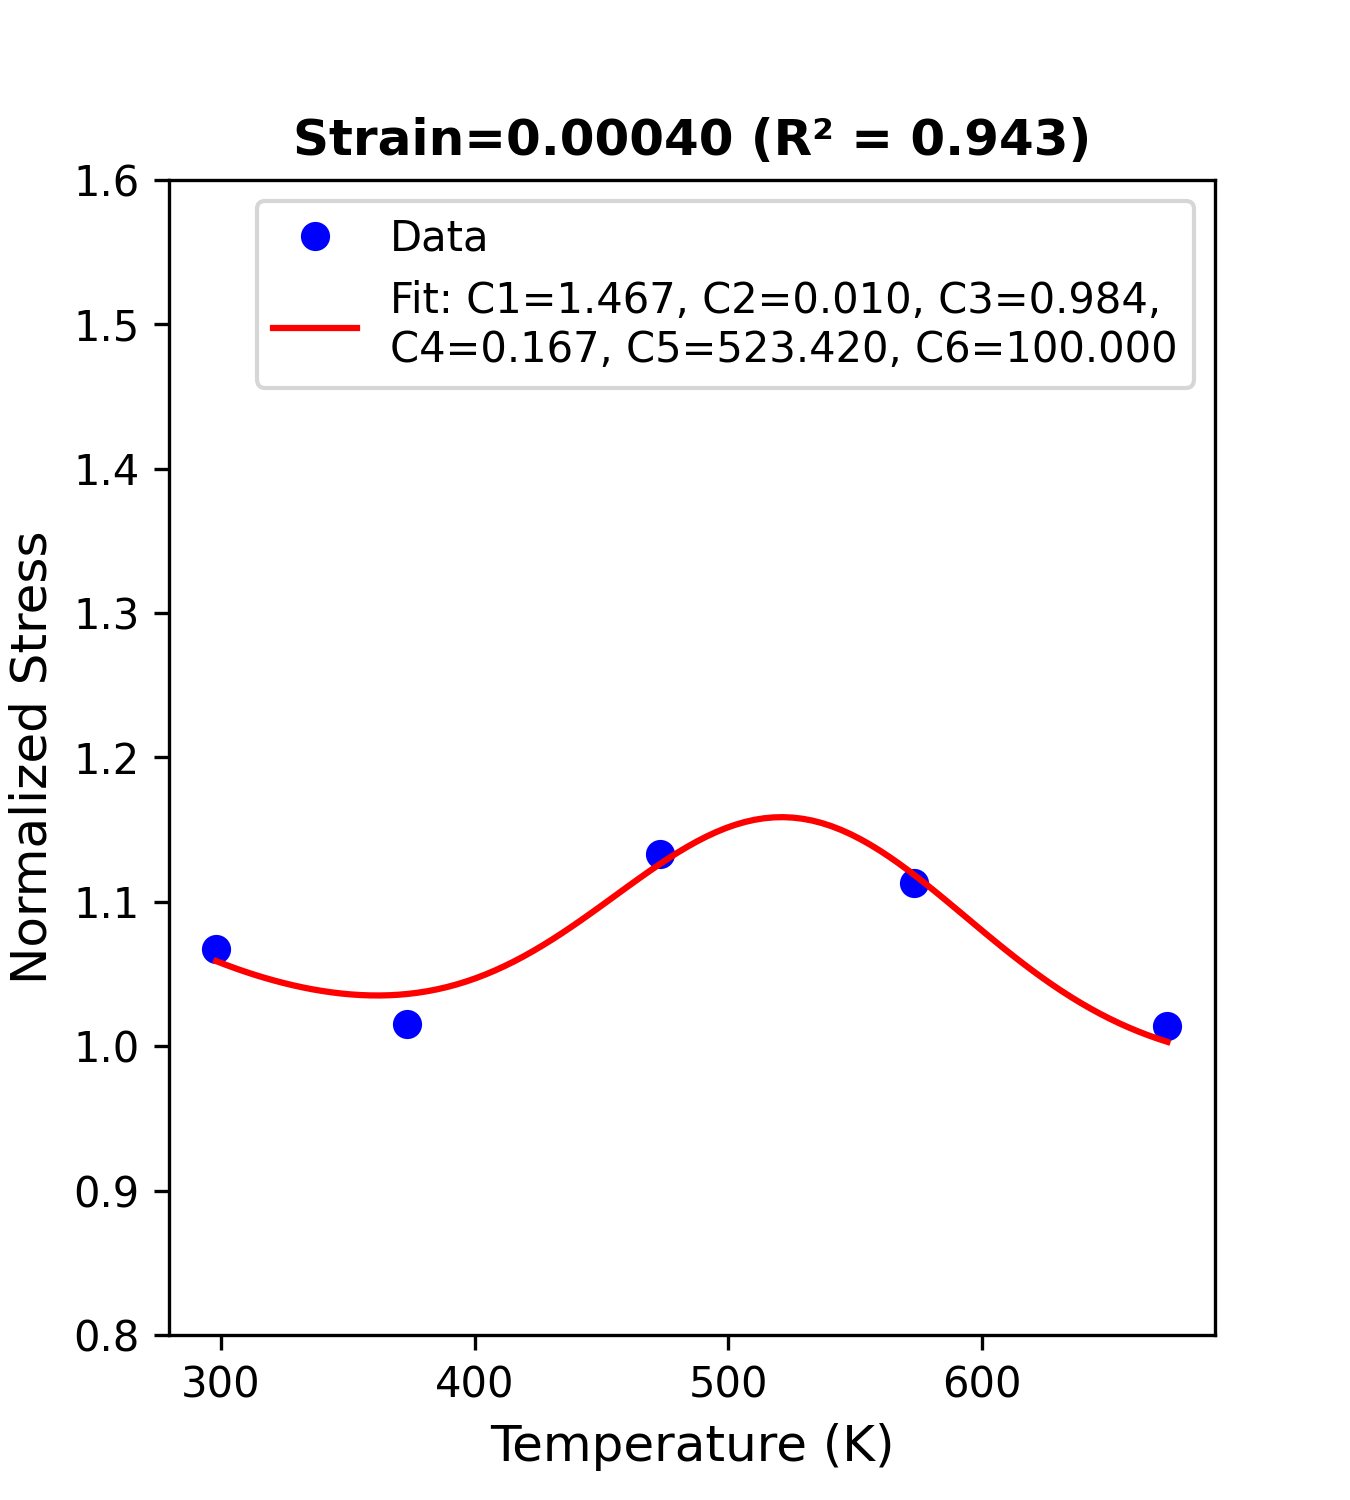 Strain=0.00040 (R² = 0.943)
1.6
Data
Fit: C1=1.467, C2=0.010, C3=0.984,
C4=0.167, C5=523.420, C6=100.000
1.5
1.4
1.3
1.2
1.1
1.0
0.9
0.8
Normalized Stress
300 400 500 600
Temperature (K)